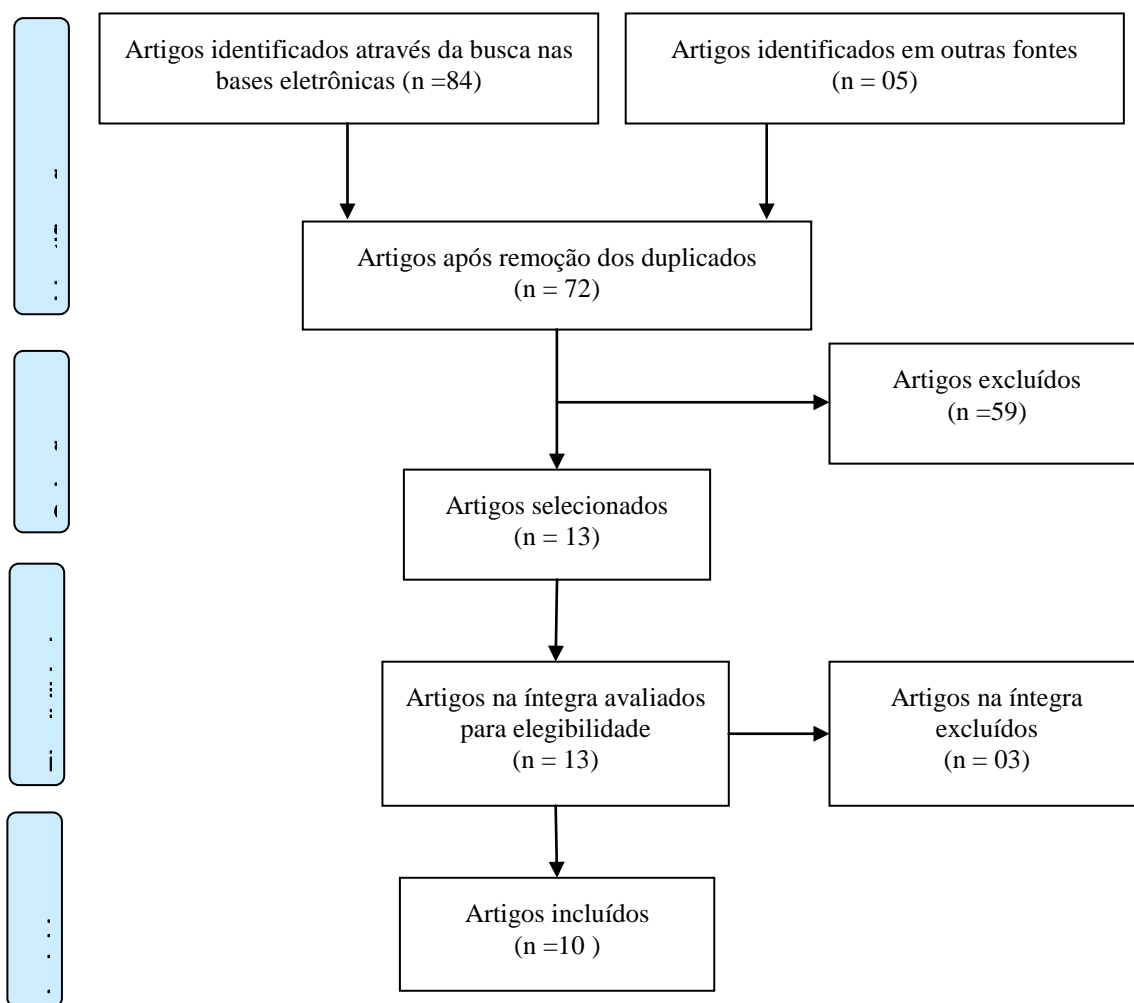 Artigos identificados através da busca nas
bases eletrônicas (n =84)
Artigos identificados em outras fontes
(n = 05)
Artigos após remoção dos duplicados
(n = 72)
Artigos excluídos
(n =59)
Artigos selecionados
(n = 13)
Artigos na íntegra avaliados
para elegibilidade
(n = 13)
Artigos na íntegra
excluídos
(n = 03)
Artigos incluídos
(n =10 )